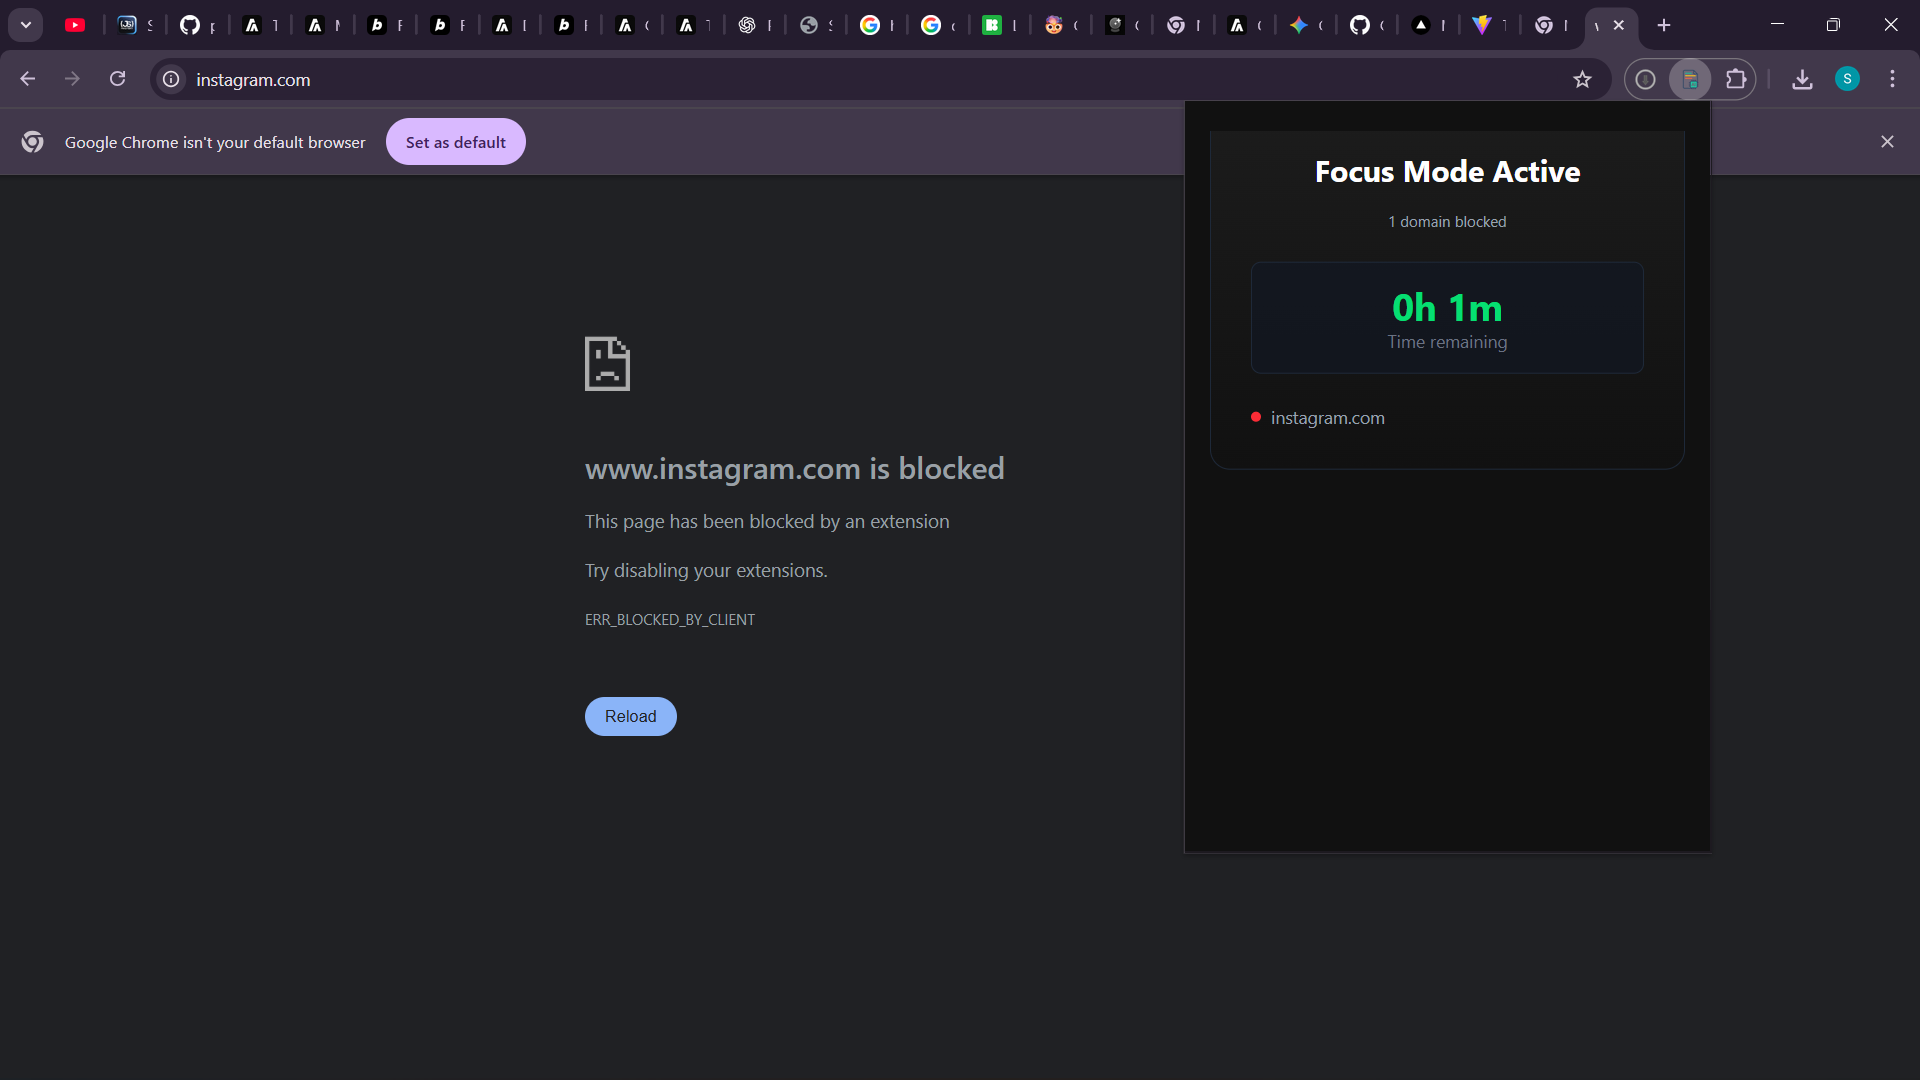 instagram.com
S
Google Chrome isn't your default browser
Set as default
Focus Mode Active
1 domain blocked
0h 1m
Time remaining
instagram.com
www.instagram.com is blocked
This page has been blocked by an extension
Try disabling your extensions.
ERR_BLOCKED_BY_CLIENT
Reload